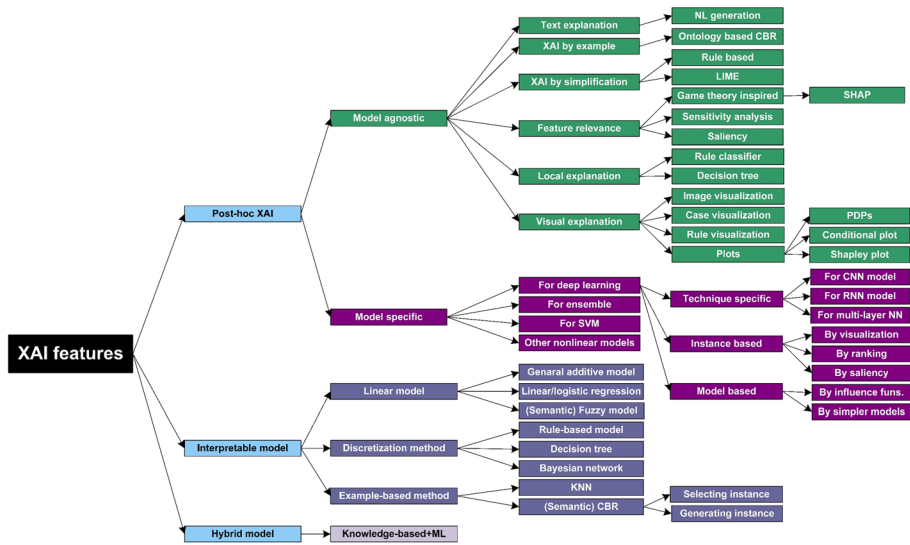 XAI features
Post-hoc XAI
Model agnostic
Text explanation
NL generation
XAI by example
Ontology based CBR
XAI by simplification
Rule based
LIME
Feature relevance
Game theory inspired
SHAP
Sensitivity analysis
Saliency
Local explanation
Rule classifier
Decision tree
Visual explanation
Image visualization
Case visualization
Rule visualization
Plots
PDPs
Conditional plot
Shapley plot
Model specific
For deep learning
Technique specific
For CNN model
For RNN model
For multi-layer NN
Instance based
By visualization
By ranking
By saliency
Model based
By influence funs.
By simpler models
For ensemble
For SVM
Other nonlinear models
Interpretable model
Linear model
Genaral additive model
Linear/logistic regression
(Semantic) Fuzzy model
Discretization method
Rule-based model
Decision tree
Bayesian network
Example-based method
KNN
(Semantic) CBR
Selecting instance
Generating instance
Hybrid model
Knowledge-based+ML